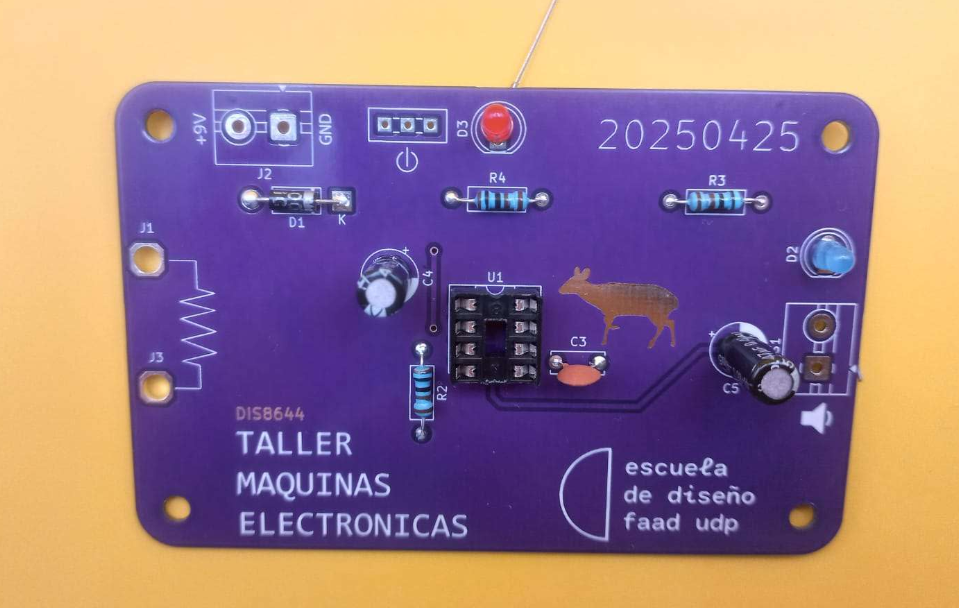 +9V
GND
J2
D3
20250425
D1
K
R4
R3
J1
D2
C4
U1
C3
J3
R2
C5
DIS8644
TALLER
MAQUINAS
ELECTRONICAS
escuela
de diseño
faad udp